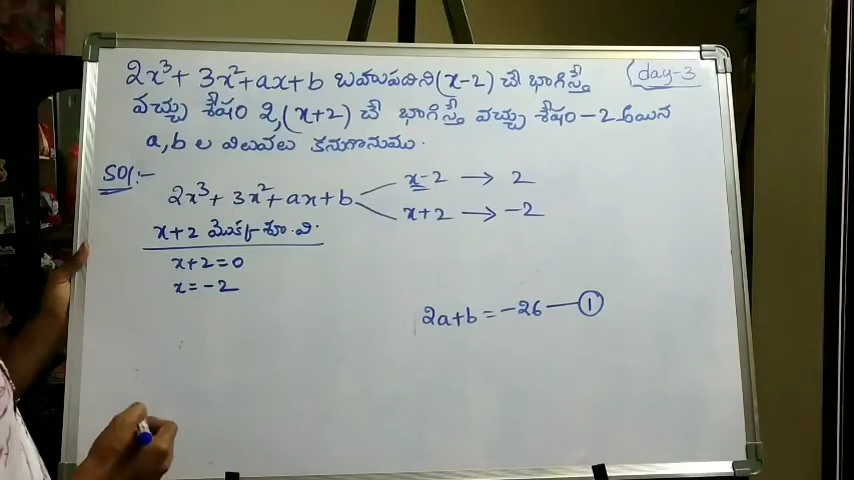 2x³ + 3x² + ax + b బహుపదిని (x-2) చే భాగిస్తే
(day-3
వచ్చు శేషం 2, (x+2) చే భాగిస్తే వచ్చు శేషం -2 అయిన
a, b ల విలువలు కనుగొనుము.
Sol:-
2x³ + 3x² + ax + b
x-2 → 2
x+2 → -2
x+2 మొక్క శూ.వి.
x+2=0
x=-2
2a+b = -26 — ①